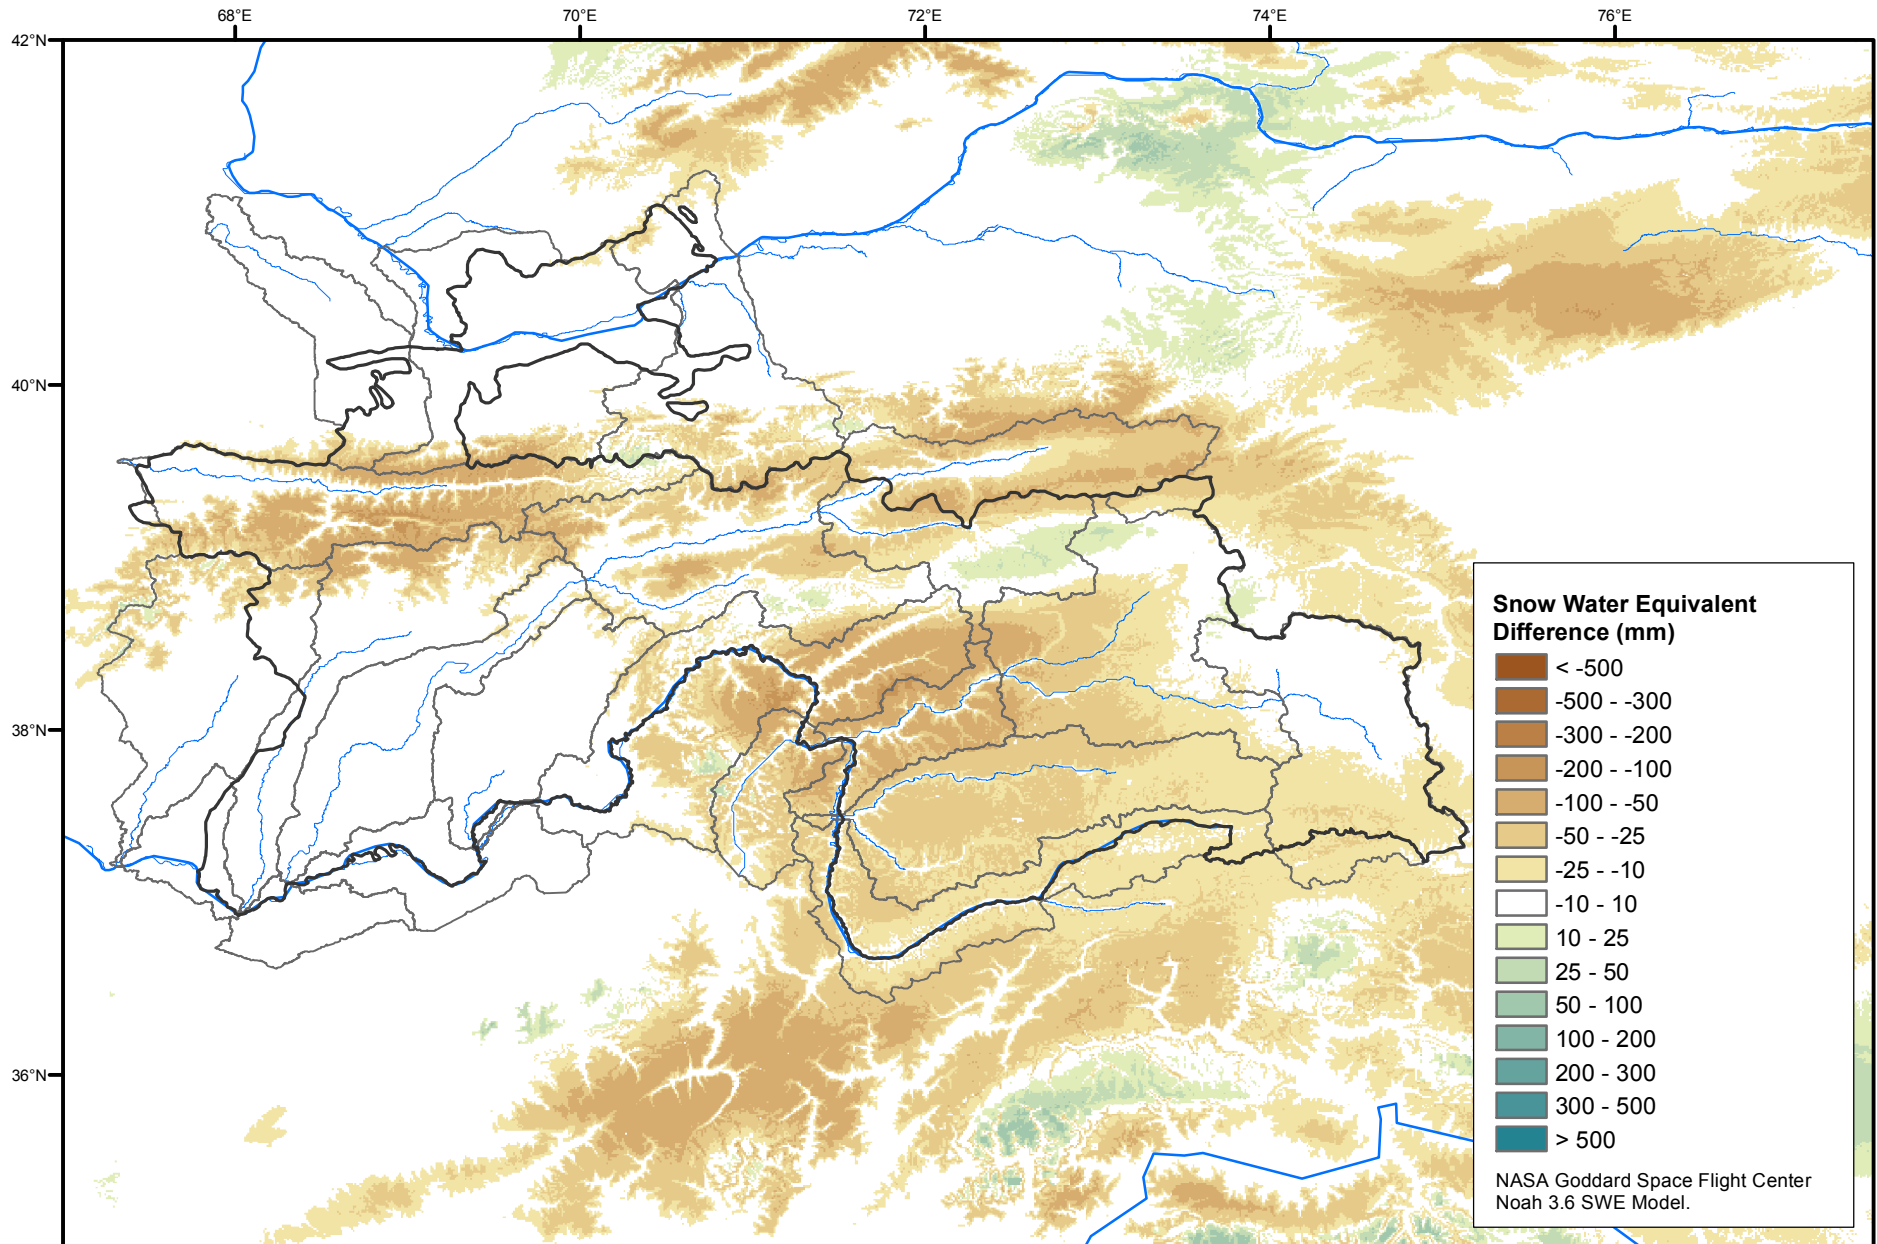 68°E
70°E
72°E
74°E
76°E
42°N
40°N
38°N
36°N
Snow Water Equivalent
Difference (mm)
< -500
-500 - -300
-300 - -200
-200 - -100
-100 - -50
-50 - -25
-25 - -10
-10 - 10
10 - 25
25 - 50
50 - 100
100 - 200
200 - 300
300 - 500
> 500
NASA Goddard Space Flight Center
Noah 3.6 SWE Model.